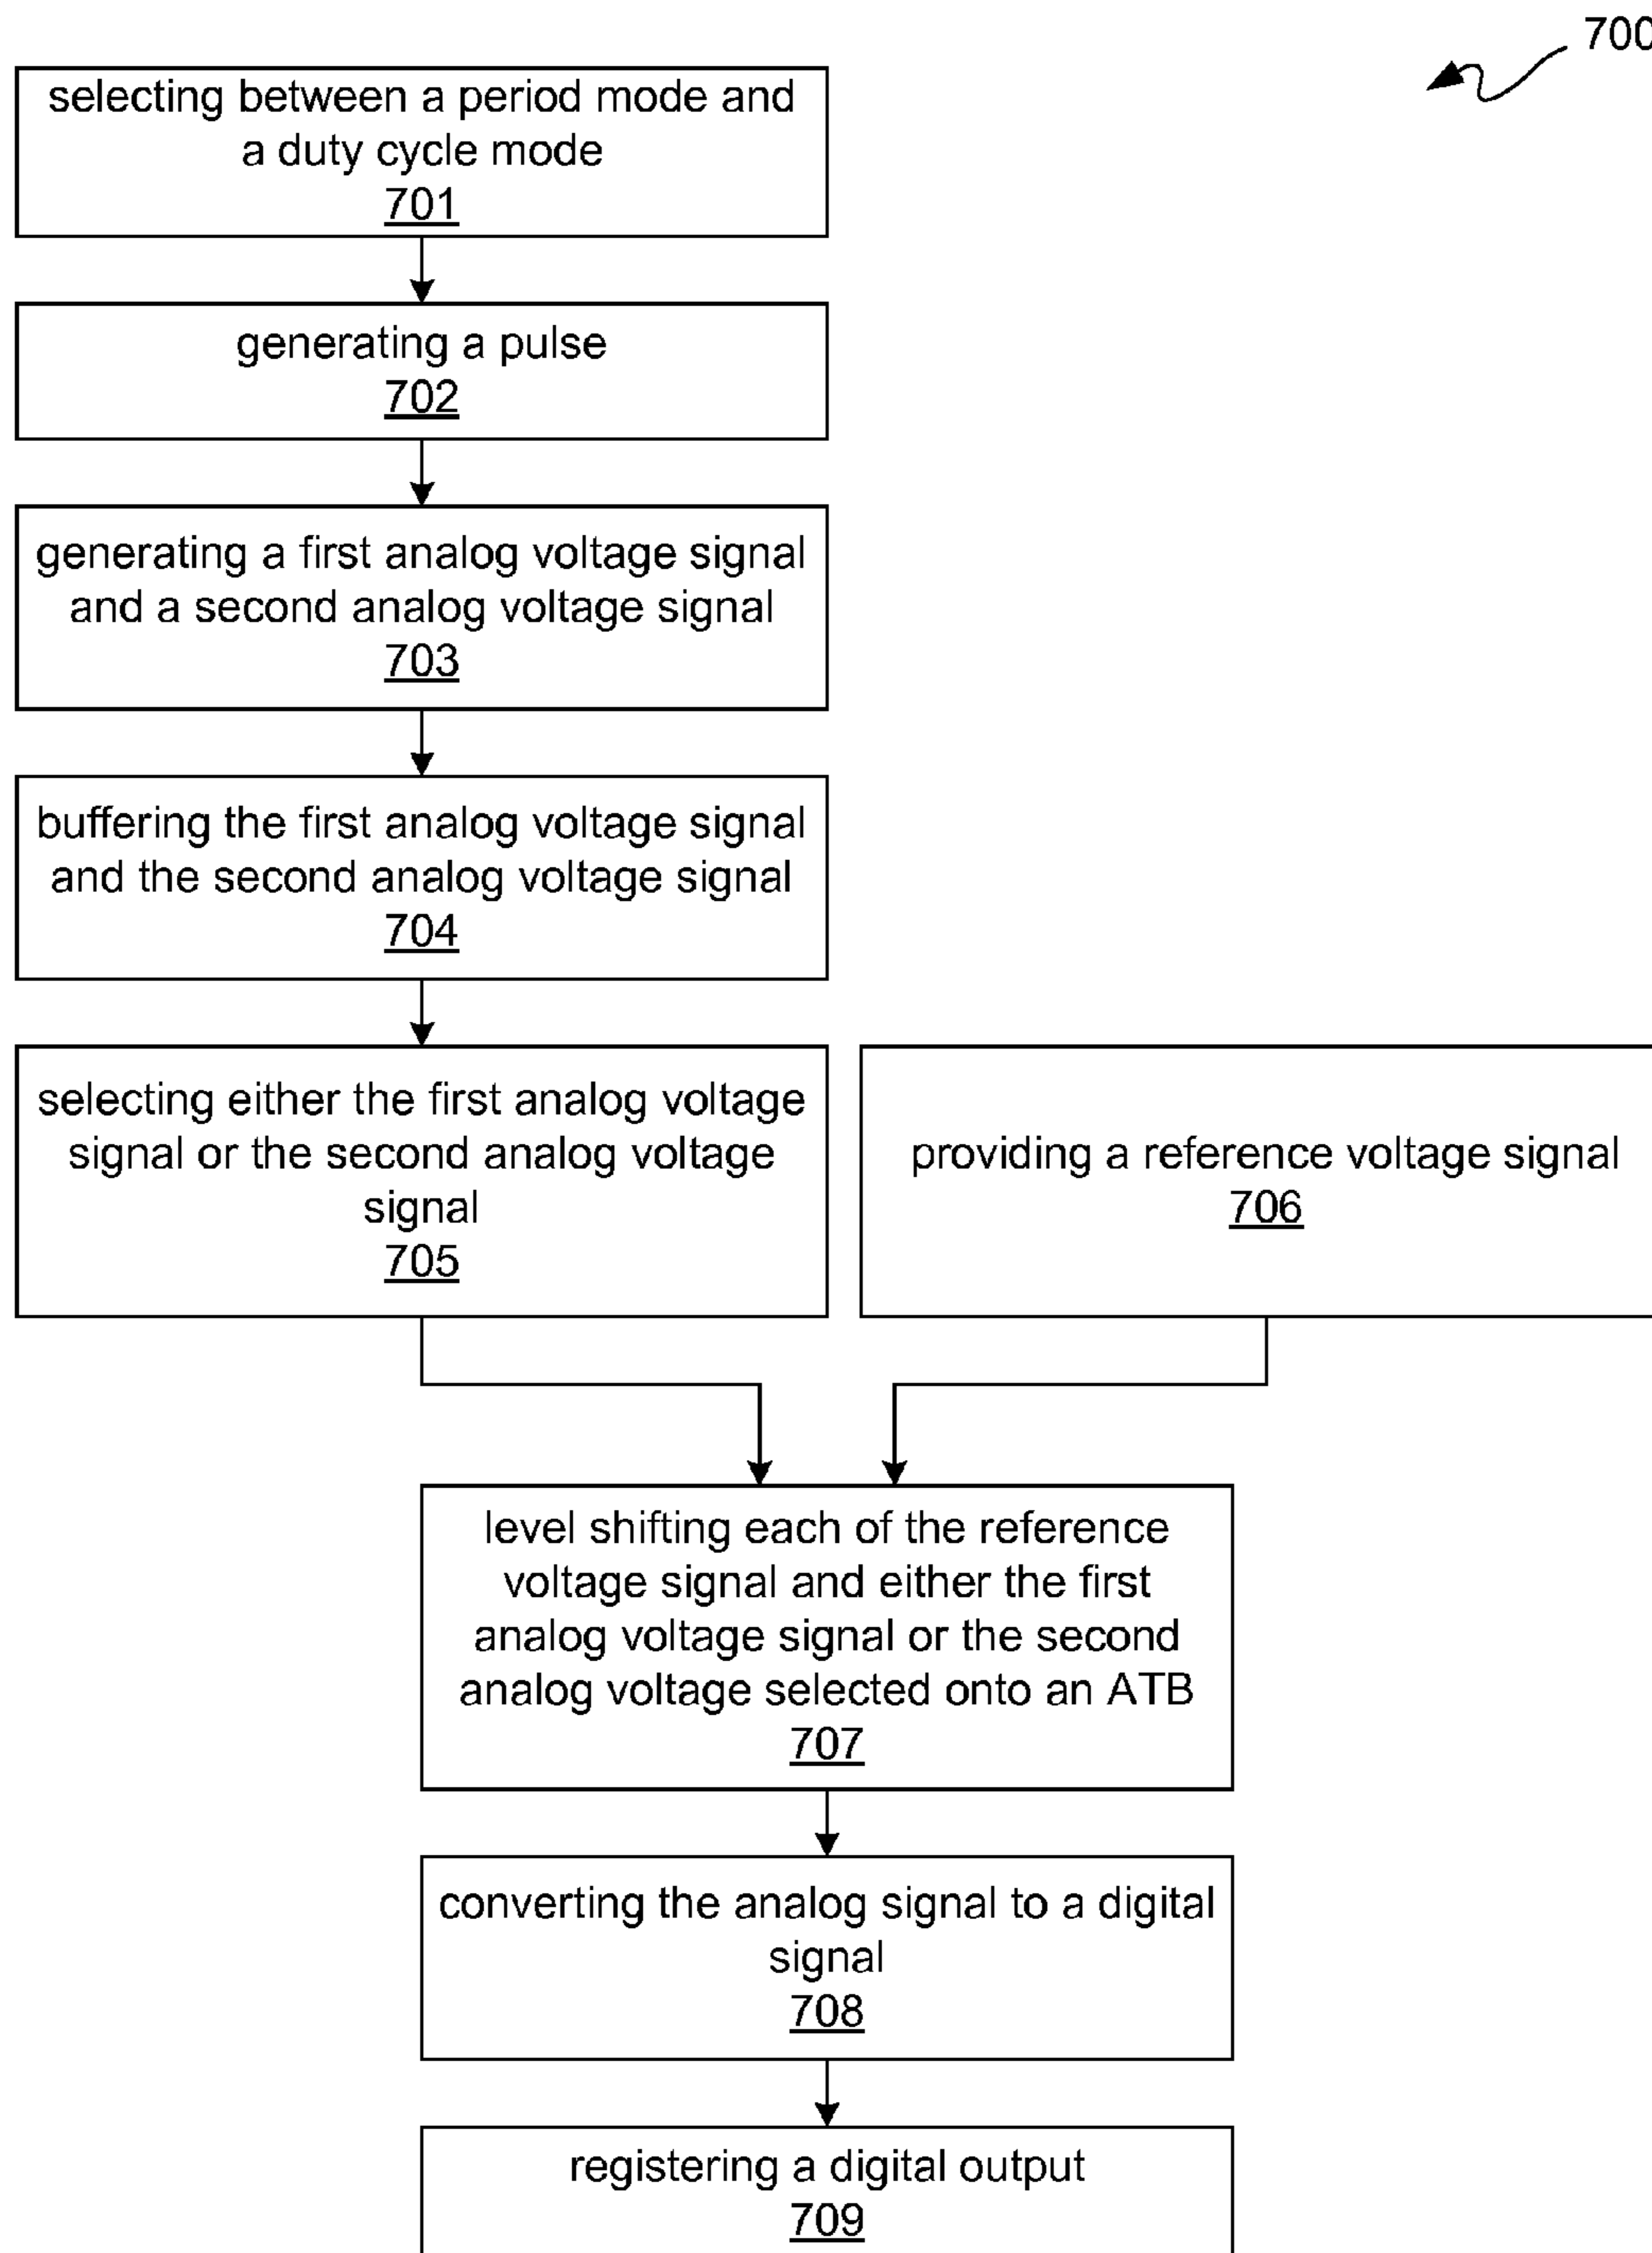 700
selecting between a period mode and
a duty cycle mode
701
generating a pulse
702
generating a first analog voltage signal
and a second analog voltage signal
703
buffering the first analog voltage signal
and the second analog voltage signal
704
selecting either the first analog voltage
signal or the second analog voltage
signal
705
providing a reference voltage signal
706
level shifting each of the reference
voltage signal and either the first
analog voltage signal or the second
analog voltage selected onto an ATB
707
converting the analog signal to a digital
signal
708
registering a digital output
709